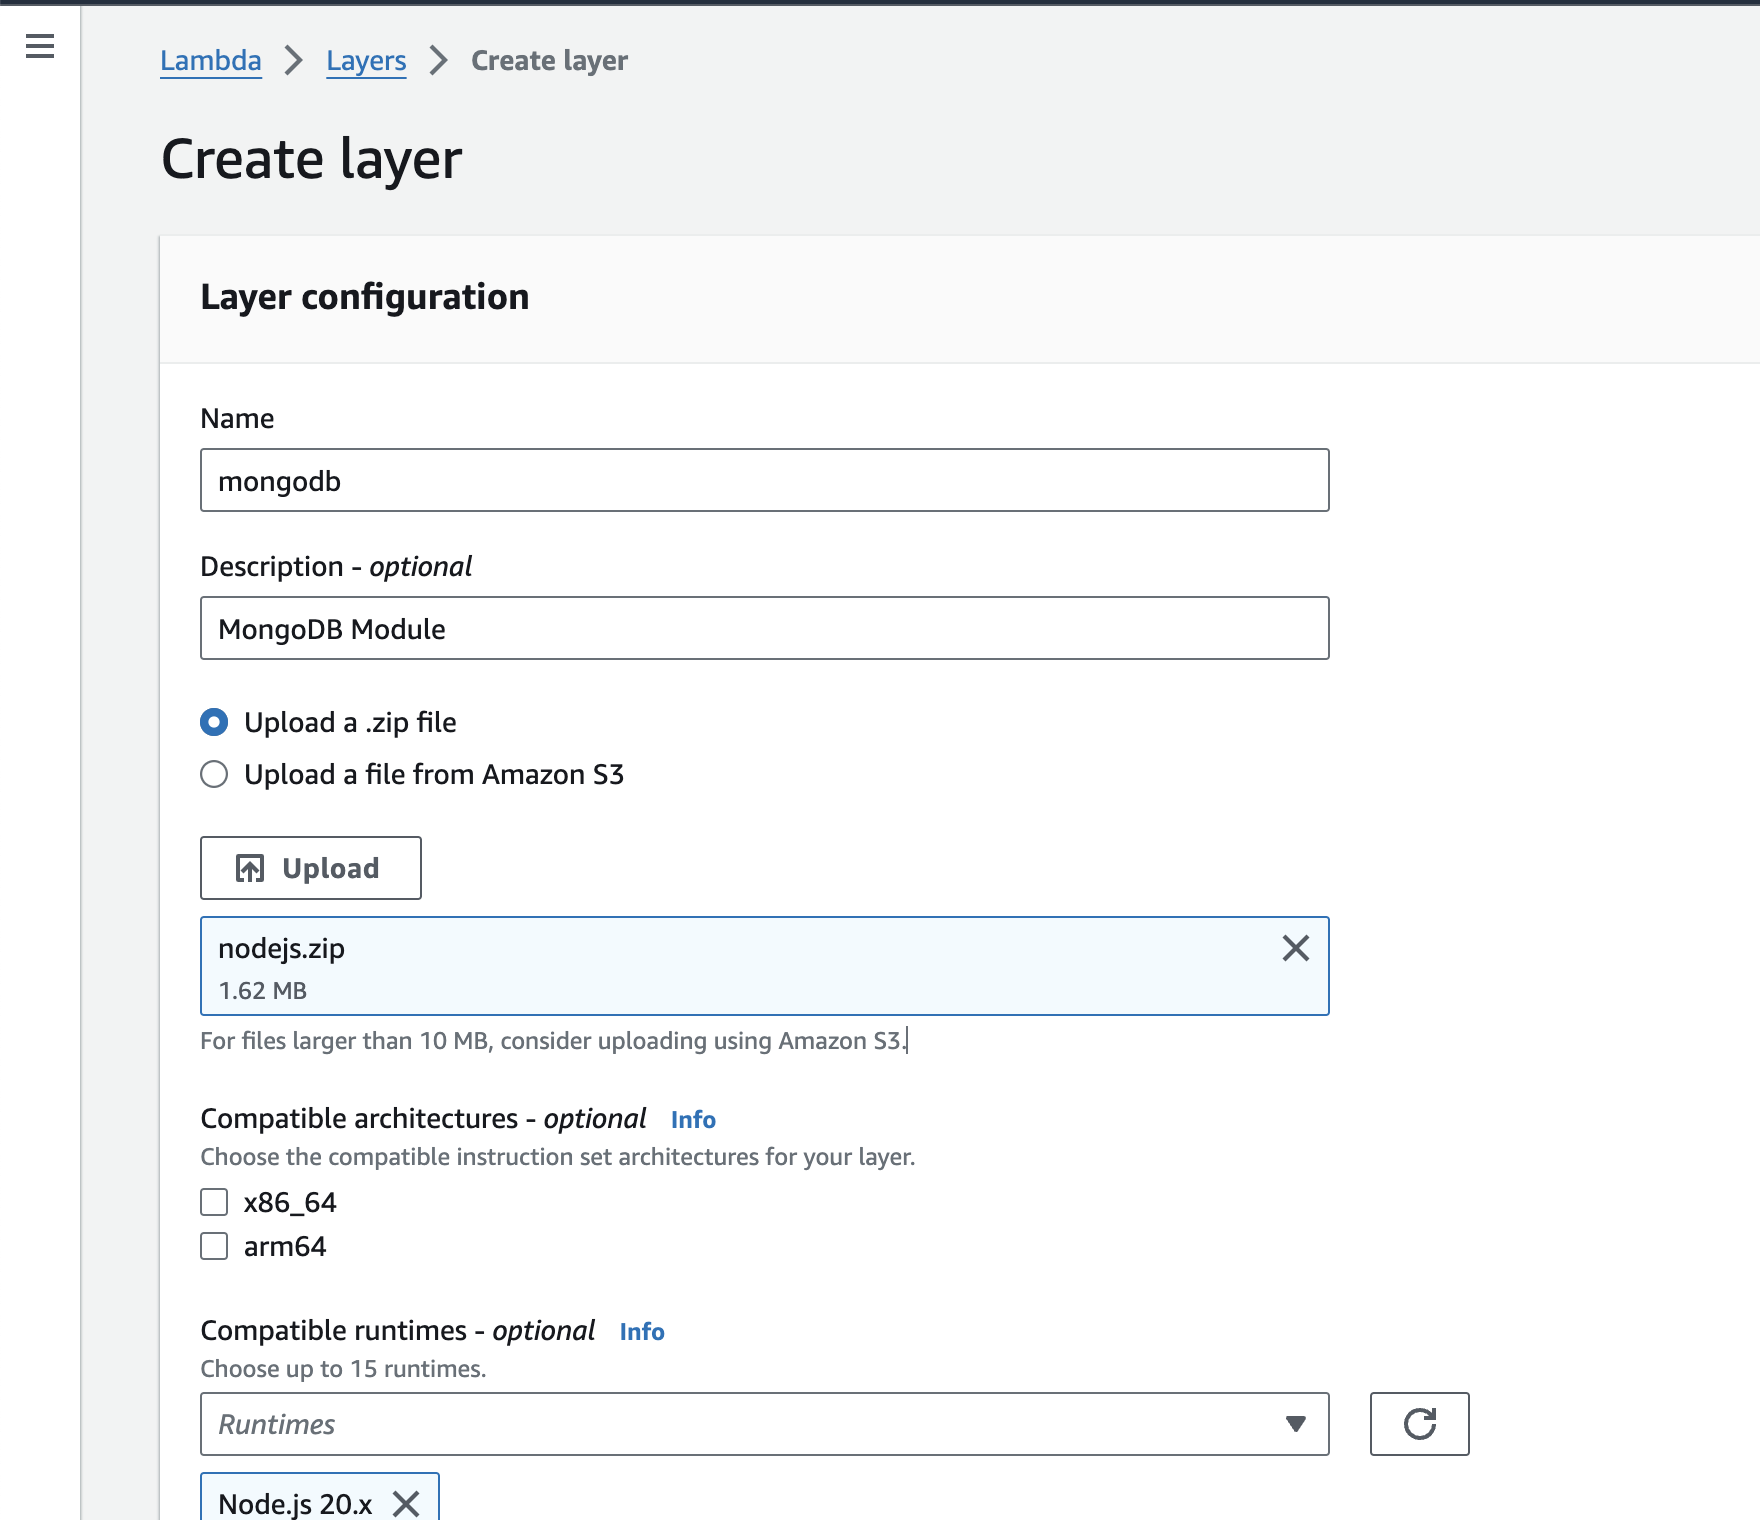 Lambda > Layers > Create layer
Create layer
Layer configuration
Name
mongodb
Description - optional
MongoDB Module
Upload a .zip file
Upload a file from Amazon S3
Upload
nodejs.zip
1.62 MB
For files larger than 10 MB, consider uploading using Amazon S3.
Compatible architectures - optional Info
Choose the compatible instruction set architectures for your layer.
x86_64
arm64
Compatible runtimes - optional Info
Choose up to 15 runtimes.
Runtimes
Node.js 20.x